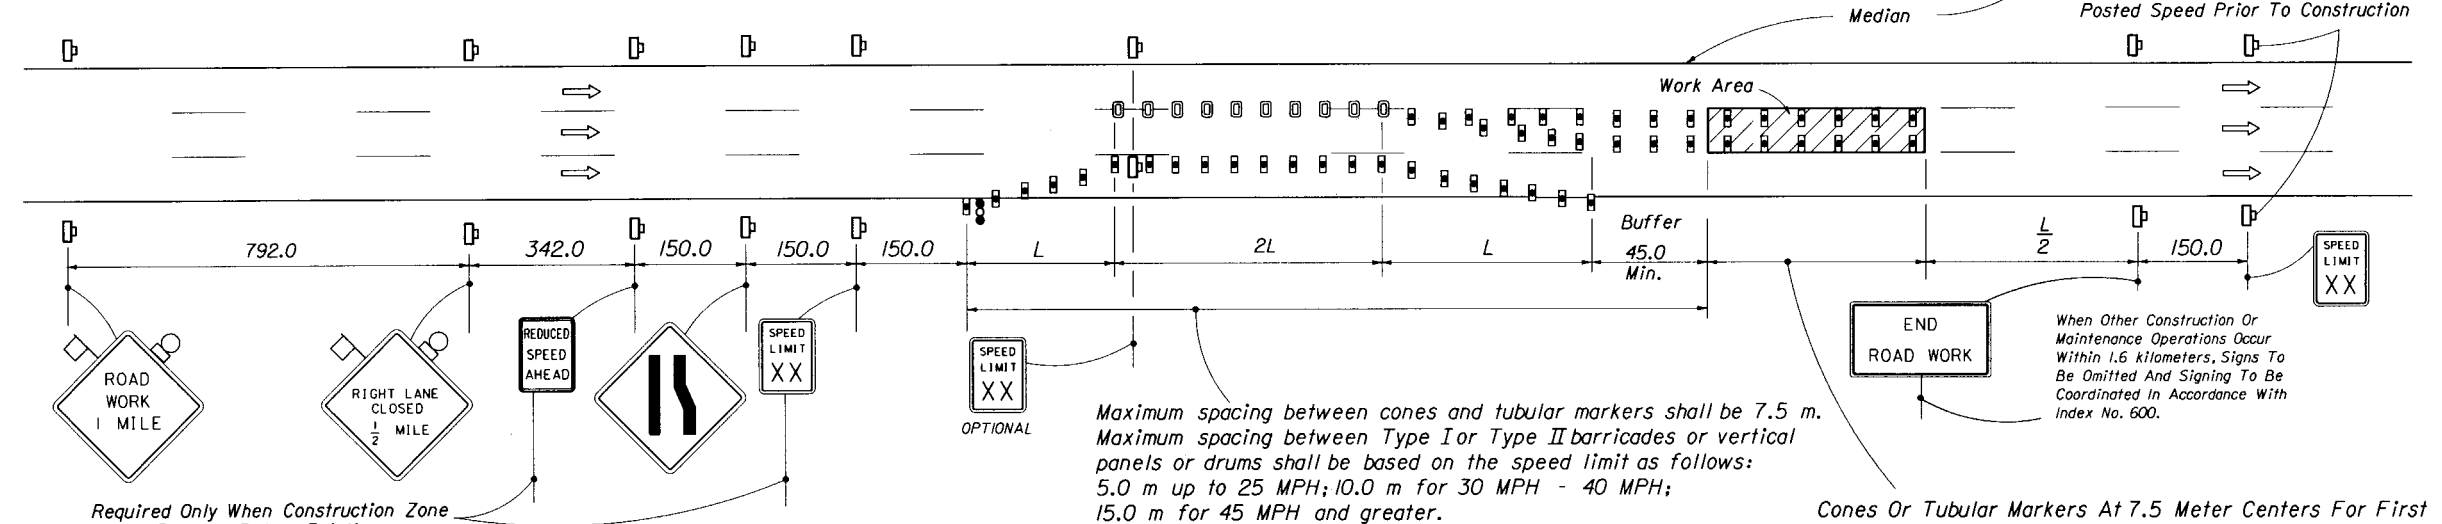 Median
Posted Speed Prior To Construction
Work Area
792.0
342.0
150.0
150.0
150.0
L
2L
L
Buffer
45.0
Min.
L
2
150.0
ROAD
WORK
1 MILE
RIGHT LANE
CLOSED
1
2 MILE
REDUCED
SPEED
AHEAD
SPEED
LIMIT
XX
SPEED
LIMIT
XX
OPTIONAL
END
ROAD WORK
SPEED
LIMIT
XX
When Other Construction Or
Maintenance Operations Occur
Within 1.6 kilometers, Signs To
Be Omitted And Signing To Be
Coordinated In Accordance With
Index No. 600.
Maximum spacing between cones and tubular markers shall be 7.5 m.
Maximum spacing between Type I or Type II barricades or vertical
panels or drums shall be based on the speed limit as follows:
5.0 m up to 25 MPH; 10.0 m for 30 MPH - 40 MPH;
15.0 m for 45 MPH and greater.
Required Only When Construction Zone
Cones Or Tubular Markers At 7.5 Meter Centers For First